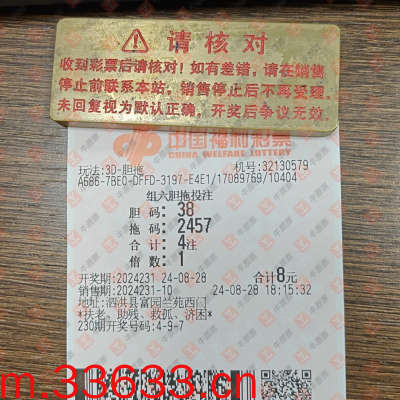 请核对
收到彩票后请核对！如有差错，请在销售
停止前联系本站，销售停止后不再受理。
未回复视为默认正确，开奖后争议无效。
中国福利彩票
CHINA WELFARE LOTTERY
玩法:3D-胆拖 机号:32130579
A686-7BE0-DFFD-3197-E4E1/17089769/10404
组六胆拖投注
胆 码: 38
拖 码: 2457
合 计: 4注
倍 数: 1
开奖期:2024231 24-08-28 合计8元
销售期:2024231-10 24-08-28 18:15:32
地址:泗洪县富园兰苑西门
*扶老、助残、救孤、济困*
230期开奖号码:4-9-7
m.33633.cn